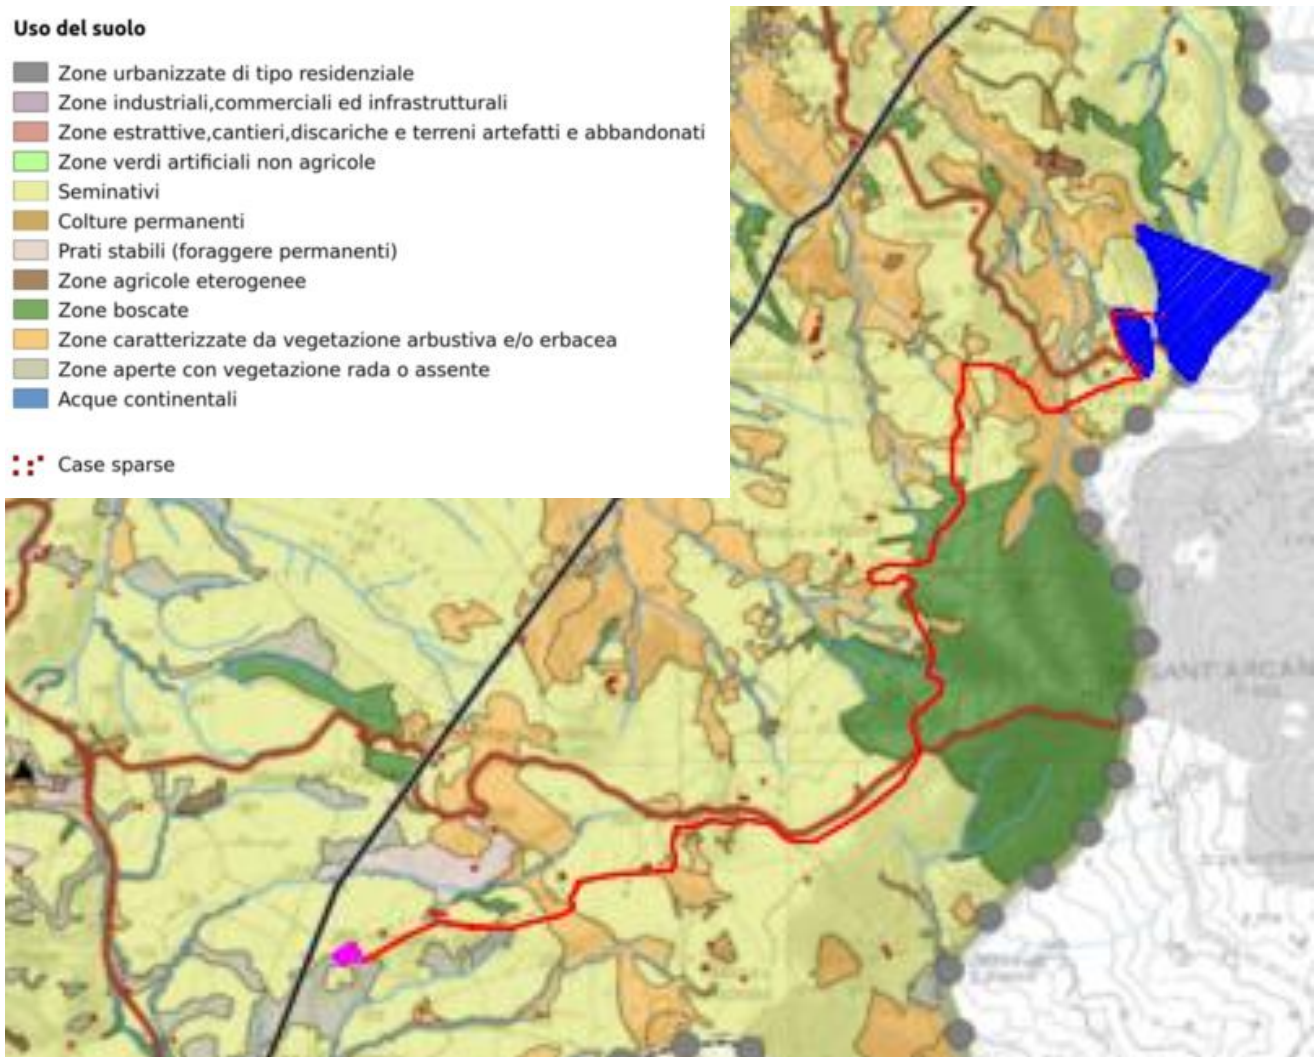 Uso del suolo
Zone urbanizzate di tipo residenziale
Zone industriali,commerciali ed infrastrutturali
Zone estrattive,cantieri,discariche e terreni artefatti e abbandonati
Zone verdi artificiali non agricole
Seminativi
Colture permanenti
Prati stabili (foraggere permanenti)
Zone agricole eterogenee
Zone boscate
Zone caratterizzate da vegetazione arbustiva e/o erbacea
Zone aperte con vegetazione rada o assente
Acque continentali
Case sparse